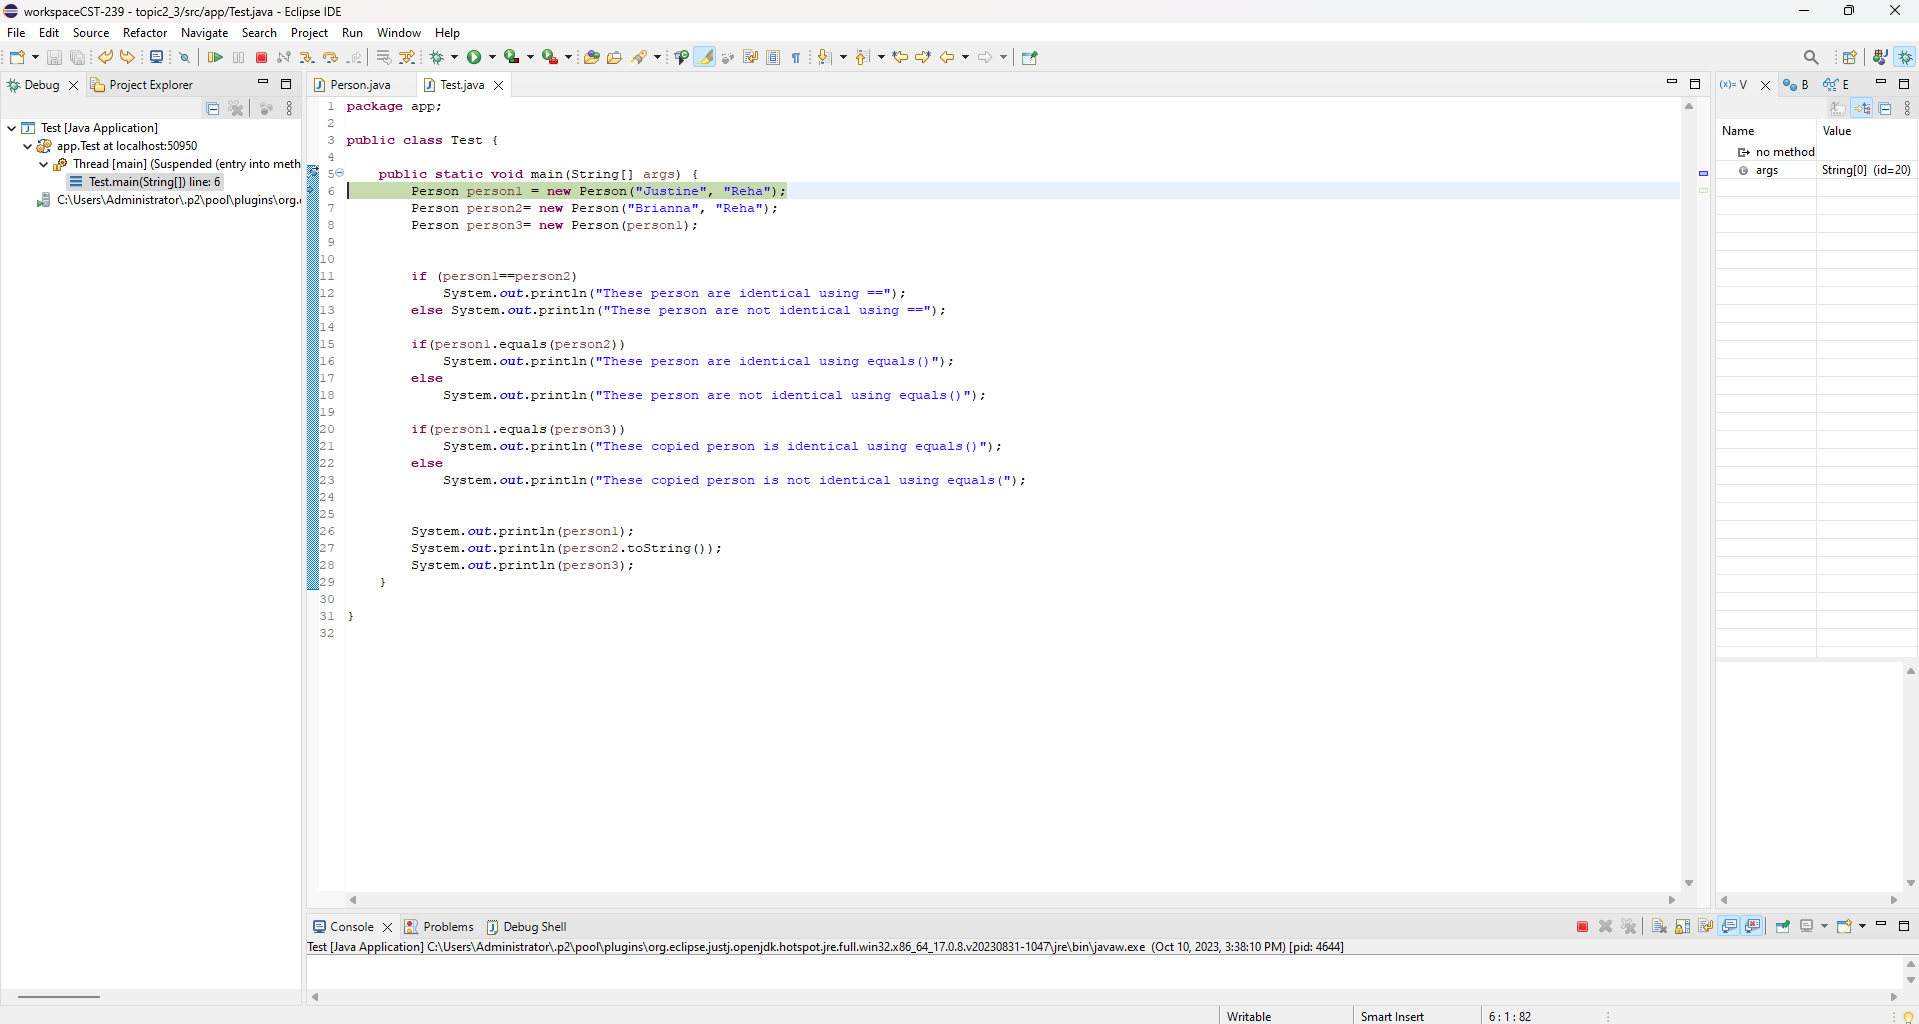 workspaceCST-239 - topic2_3/src/app/Test.java - Eclipse IDE
File Edit Source Refactor Navigate Search Project Run Window Help
Debug Project Explorer
Test [Java Application]
app.Test at localhost:50950
Thread [main] (Suspended (entry into meth
Test.main(String[]) line: 6
C:\Users\Administrator\.p2\pool\plugins\org.
Person.java Test.java
1 package app;
2
3 public class Test {
4
5 public static void main(String[] args) {
6 Person person1 = new Person("Justine", "Reha");
7 Person person2= new Person("Brianna", "Reha");
8 Person person3= new Person(person1);
9
10
11 if (person1==person2)
12 System.out.println("These person are identical using ==");
13 else System.out.println("These person are not identical using ==");
14
15 if(person1.equals(person2))
16 System.out.println("These person are identical using equals()");
17 else
18 System.out.println("These person are not identical using equals()");
19
20 if(person1.equals(person3))
21 System.out.println("These copied person is identical using equals()");
22 else
23 System.out.println("These copied person is not identical using equals(");
24
25
26 System.out.println(person1);
27 System.out.println(person2.toString());
28 System.out.println(person3);
29 }
30
31 }
32
(x)= V B E
Name Value
no method
args String[0] (id=20)
Console Problems Debug Shell
Test [Java Application] C:\Users\Administrator\.p2\pool\plugins\org.eclipse.justj.openjdk.hotspot.jre.full.win32.x86_64_17.0.8.v20230831-1047\jre\bin\javaw.exe (Oct 10, 2023, 3:38:10 PM) [pid: 4644]
Writable Smart Insert 6 : 1 : 82